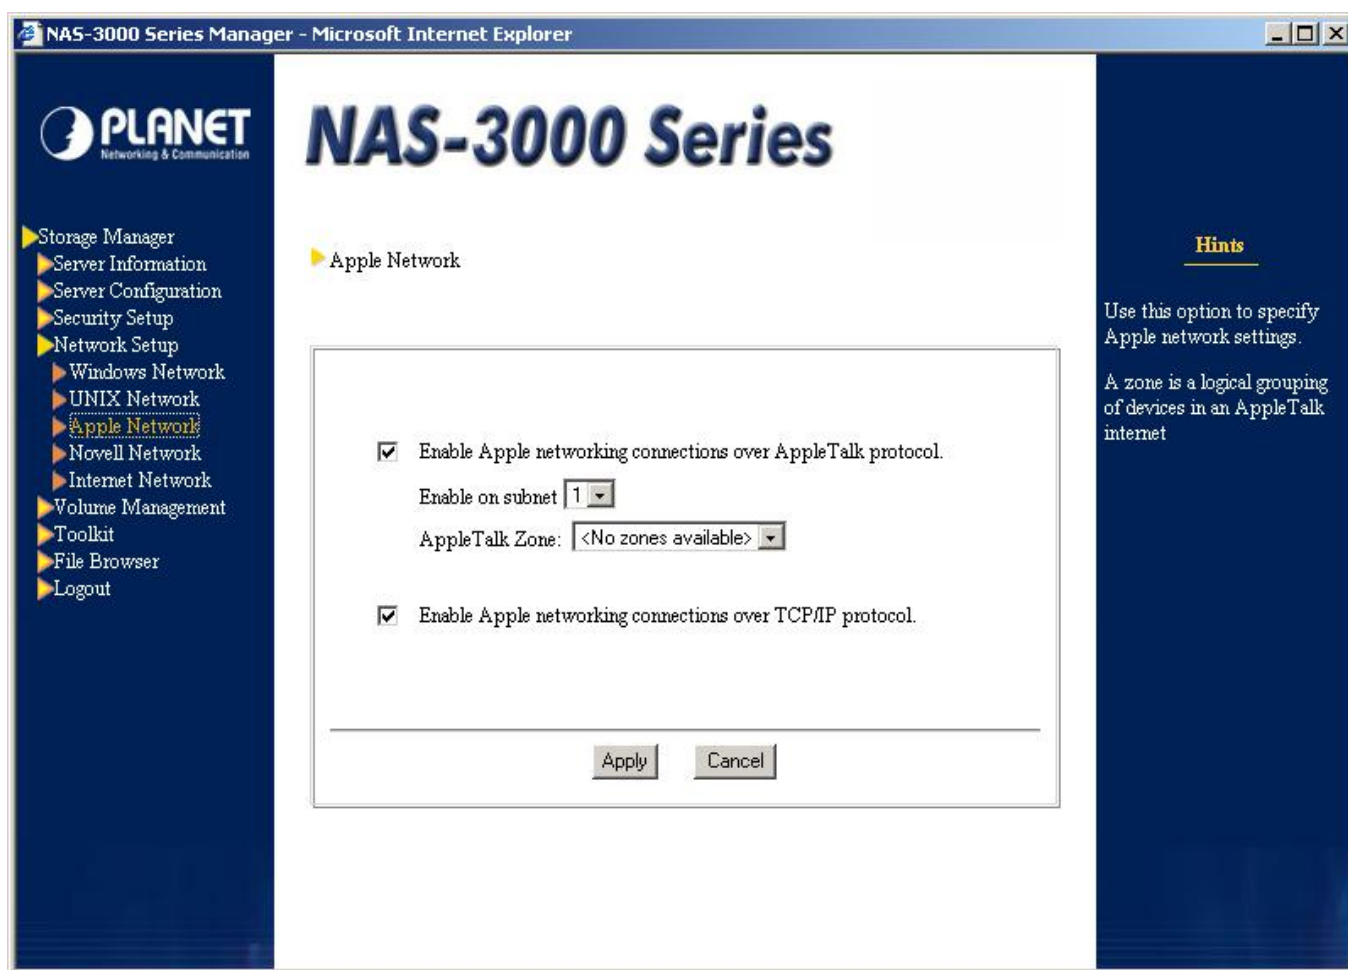 NAS-3000 Series Manager - Microsoft Internet Explorer
PLANET
Networking & Communication
NAS-3000 Series
Storage Manager
Server Information
Server Configuration
Security Setup
Network Setup
Windows Network
UNIX Network
Apple Network
Novell Network
Internet Network
Volume Management
Toolkit
File Browser
Logout
Apple Network
Enable Apple networking connections over AppleTalk protocol.
Enable on subnet 1
AppleTalk Zone: <No zones available>
Enable Apple networking connections over TCP/IP protocol.
Apply Cancel
Hints
Use this option to specify
Apple network settings.
A zone is a logical grouping
of devices in an AppleTalk
internet